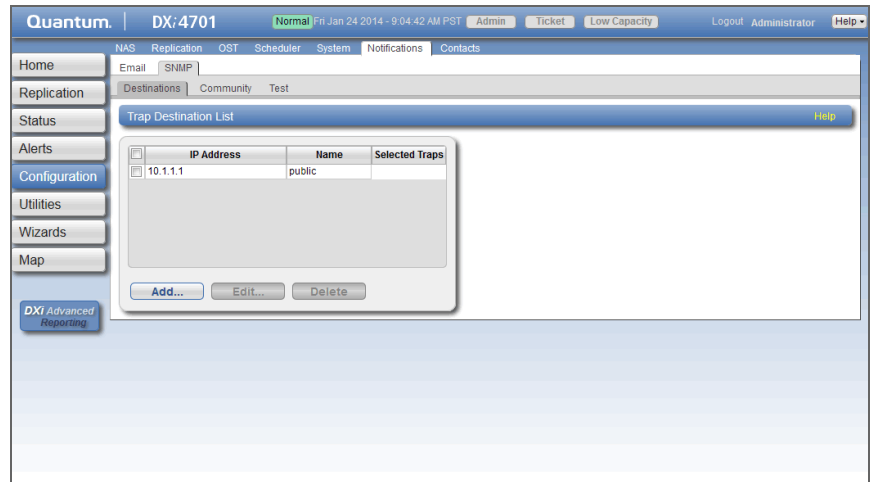 Quantum. DXi4701 Normal Fri Jan 24 2014 - 9:04:42 AM PST Admin Ticket Low Capacity Logout Administrator Help
NAS Replication OST Scheduler System Notifications Contacts
Home
Replication
Status
Alerts
Configuration
Utilities
Wizards
Map
DXi Advanced
Reporting
Email SNMP
Destinations Community Test
Trap Destination List Help
IP Address Name Selected Traps
10.1.1.1 public
Add... Edit... Delete